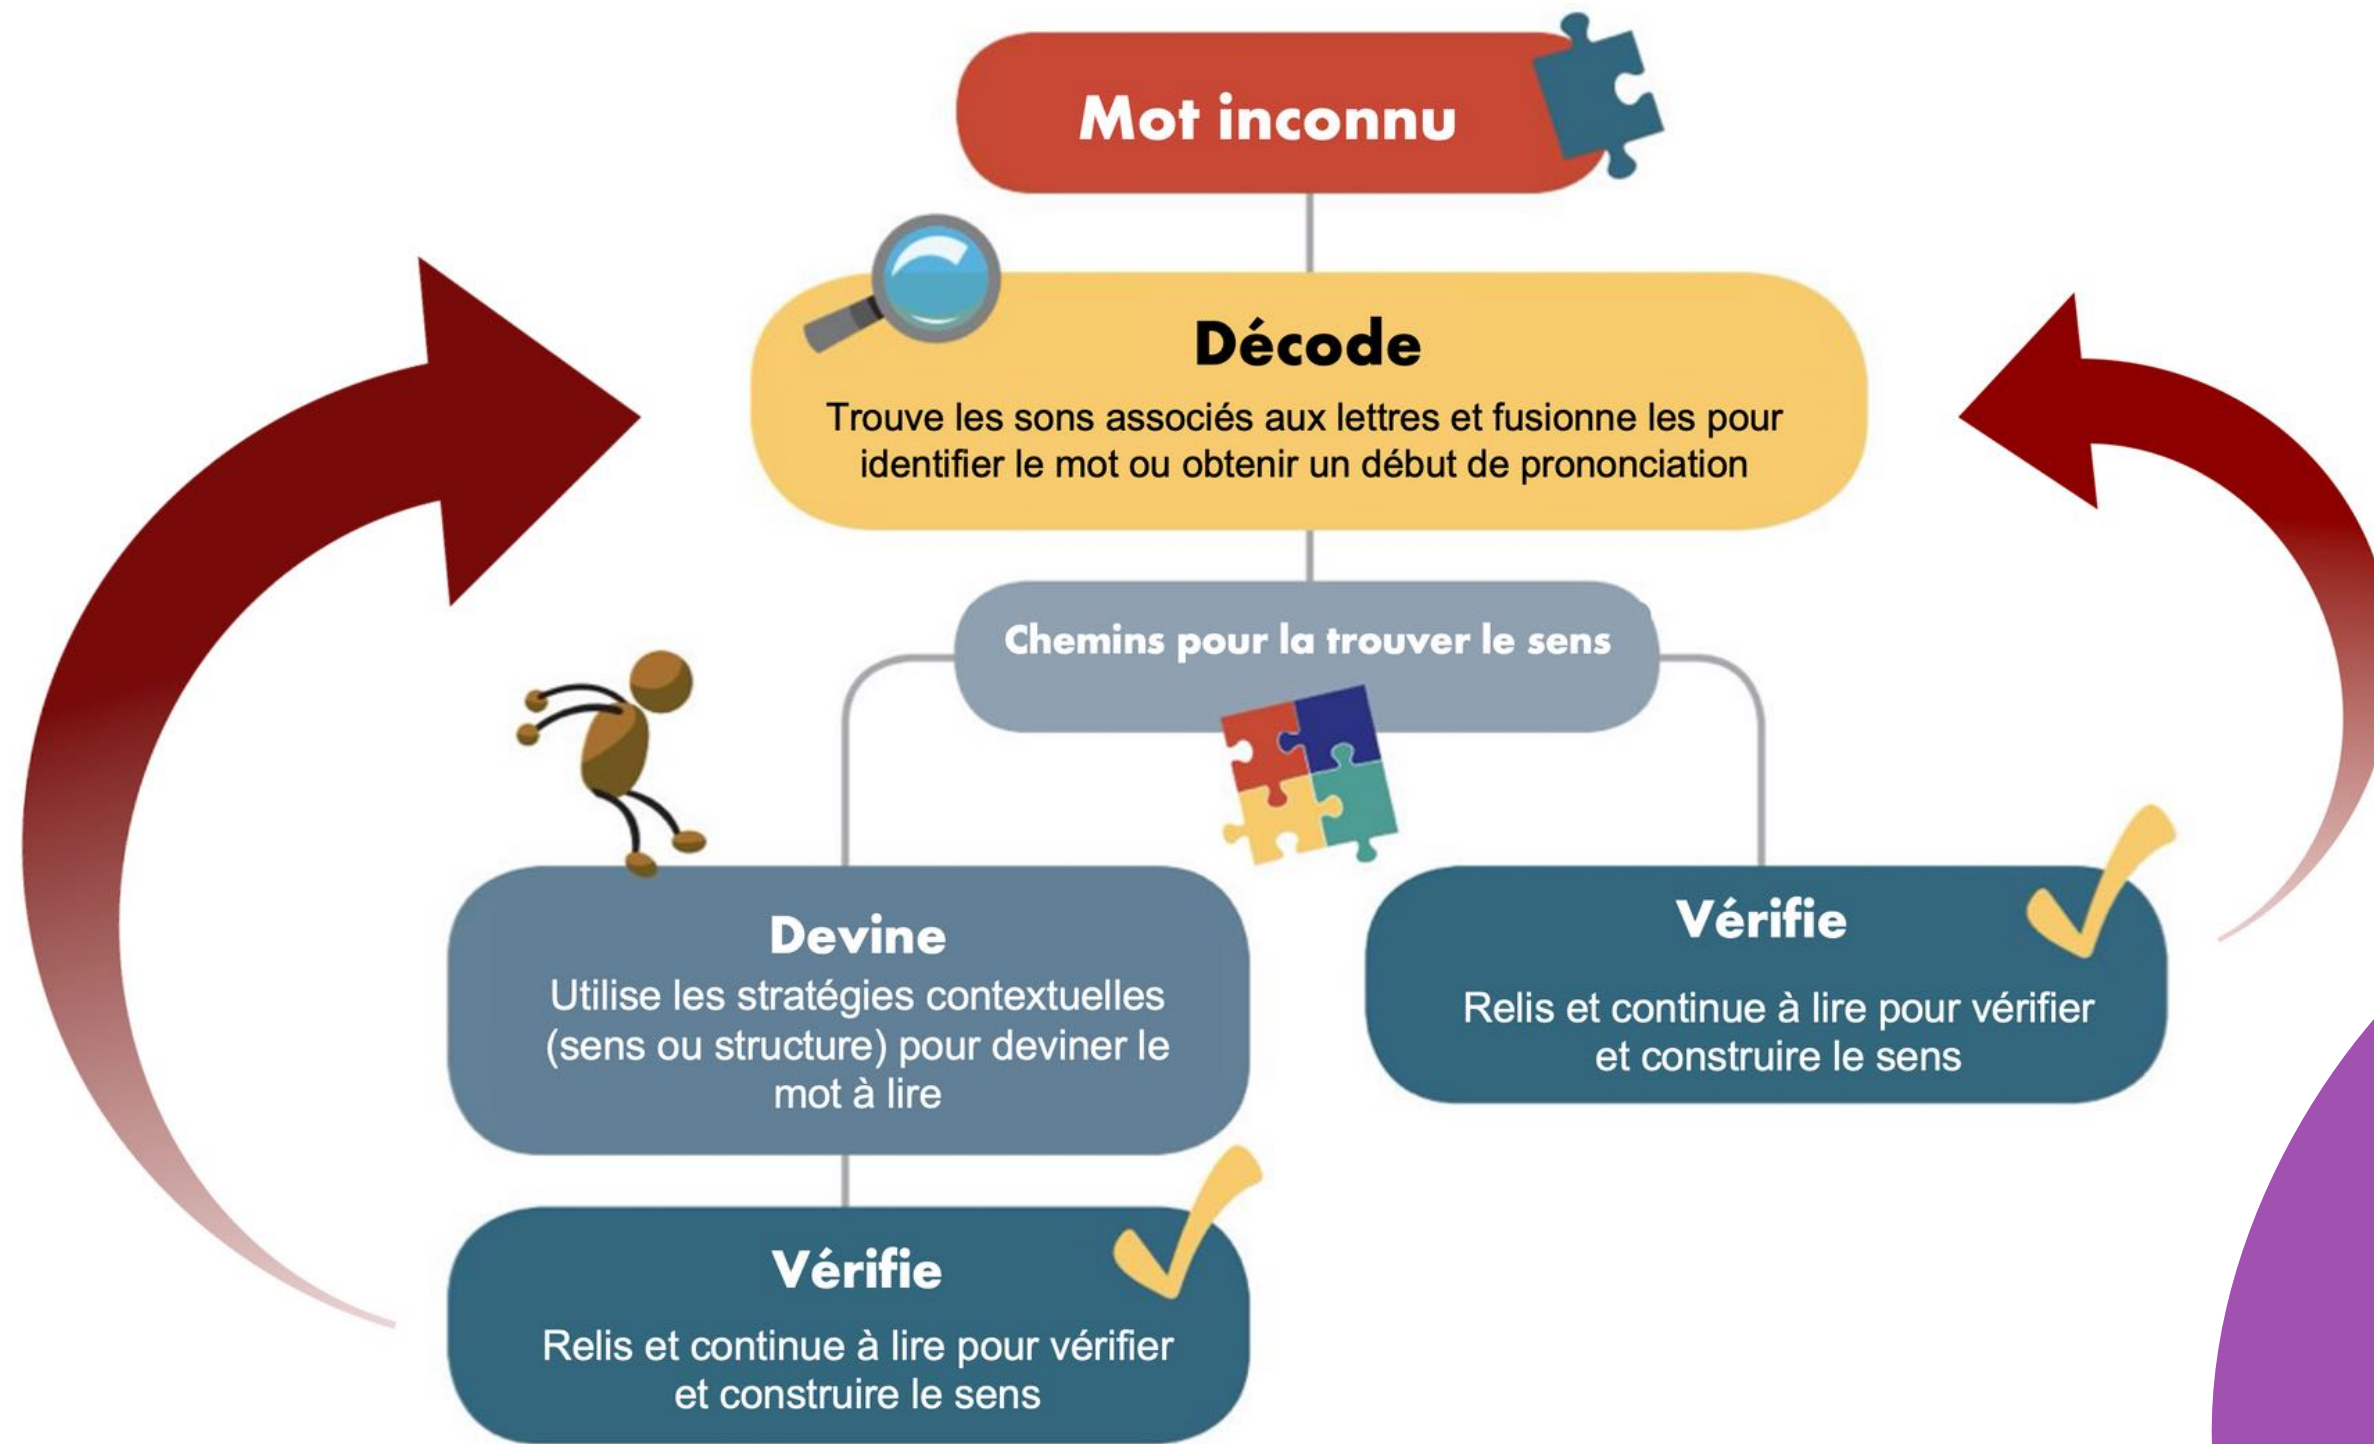 Mot inconnu
Décode
Trouve les sons associés aux lettres et fusionne les pour
identifier le mot ou obtenir un début de prononciation
Chemins pour la trouver le sens
Devine
Utilise les stratégies contextuelles
(sens ou structure) pour deviner le
mot à lire
Vérifie
Relis et continue à lire pour vérifier
et construire le sens
Vérifie
Relis et continue à lire pour vérifier
et construire le sens